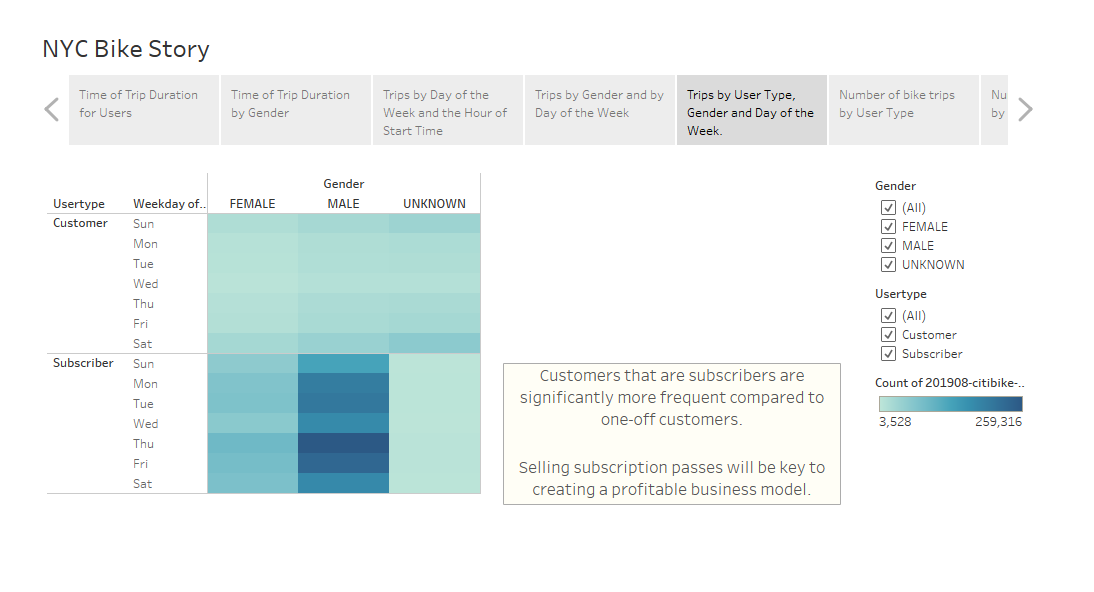 NYC Bike Story
Time of Trip Duration
for Users
Time of Trip Duration
by Gender
Trips by Day of the
Week and the Hour of
Start Time
Trips by Gender and by
Day of the Week
Trips by User Type,
Gender and Day of the
Week.
Number of bike trips
by User Type
Nu
by
Gender
Usertype Weekday of.. FEMALE MALE UNKNOWN
Customer Sun
Mon
Tue
Wed
Thu
Fri
Sat
Subscriber Sun
Mon
Tue
Wed
Thu
Fri
Sat
Customers that are subscribers are
significantly more frequent compared to
one-off customers.
Selling subscription passes will be key to
creating a profitable business model.
Gender
(All)
FEMALE
MALE
UNKNOWN
Usertype
(All)
Customer
Subscriber
Count of 201908-citibike-..
3,528 259,316